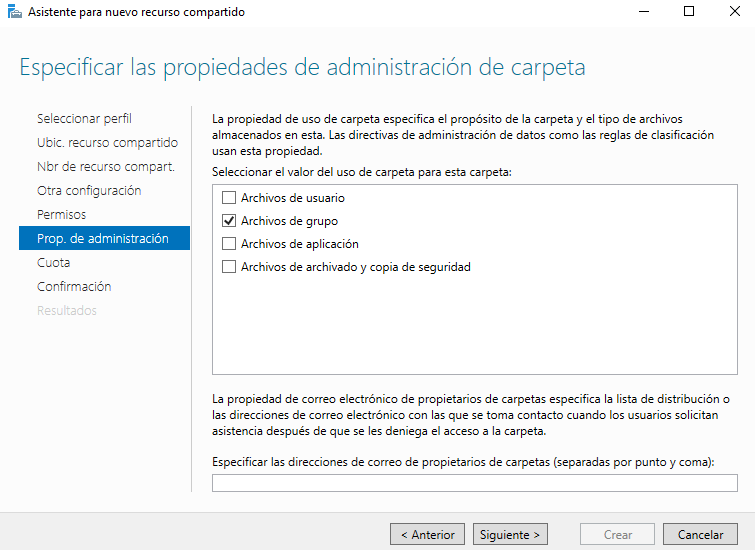 Asistente para nuevo recurso compartido
Especificar las propiedades de administración de carpeta
Seleccionar perfil
Ubic. recurso compartido
Nbr de recurso compart.
Otra configuración
Permisos
Prop. de administración
Cuota
Confirmación
Resultados
La propiedad de uso de carpeta especifica el propósito de la carpeta y el tipo de archivos
almacenados en esta. Las directivas de administración de datos como las reglas de clasificación
usan esta propiedad.
Seleccionar el valor del uso de carpeta para esta carpeta:
Archivos de usuario
Archivos de grupo
Archivos de aplicación
Archivos de archivado y copia de seguridad
La propiedad de correo electrónico de propietarios de carpetas especifica la lista de distribución o
las direcciones de correo electrónico con las que se toma contacto cuando los usuarios solicitan
asistencia después de que se les deniega el acceso a la carpeta.
Especificar las direcciones de correo de propietarios de carpetas (separadas por punto y coma):
< Anterior
Siguiente >
Crear
Cancelar